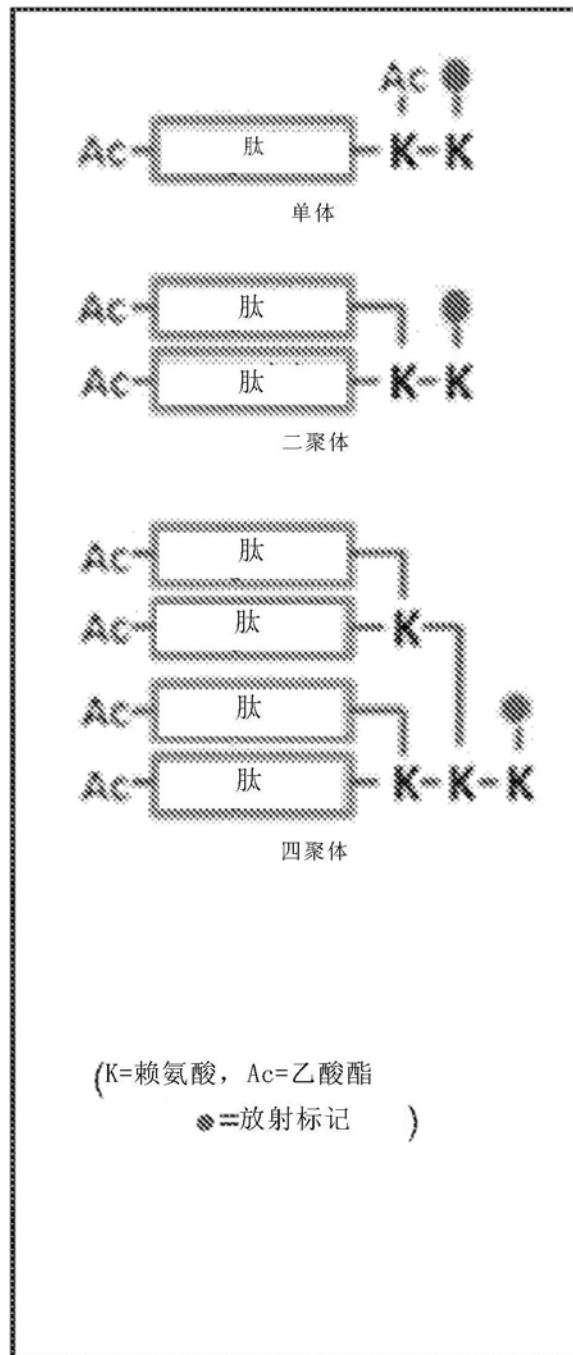 Ac
Ac 肽 K K
单体
Ac 肽
Ac 肽 K K
二聚体
Ac 肽
Ac 肽 K
Ac 肽
Ac 肽 K K K
四聚体
(K=赖氨酸，Ac=乙酸酯
=放射标记 )